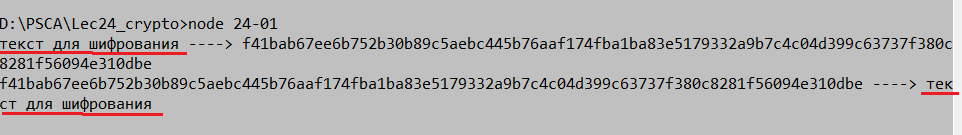 D:\PSCA\Lec24_crypto>node 24-01
текст для шифрования ----> f41bab67ee6b752b30b89c5aebc445b76aaf174fba1ba83e5179332a9b7c4c04d399c63737f380c
8281f56094e310dbe
f41bab67ee6b752b30b89c5aebc445b76aaf174fba1ba83e5179332a9b7c4c04d399c63737f380c8281f56094e310dbe ----> тек
ст для шифрования